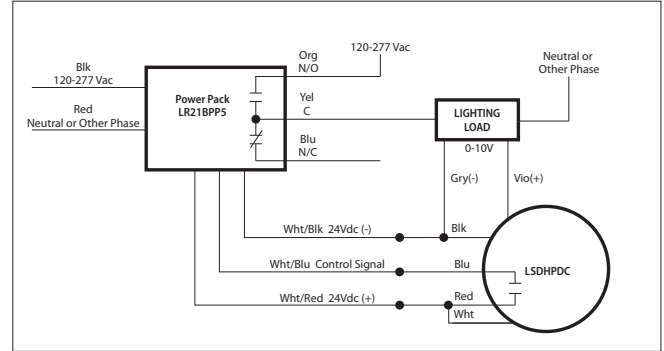 Blk
120-277 Vac
Red
Neutral or Other Phase
Power Pack
LR21BPP5
Org
N/O
120-277 Vac
Yel
C
Blu
N/C
LIGHTING
LOAD
0-10V
Neutral or
Other Phase
Gry(-)
Vio(+)
Wht/Blk 24Vdc (-)
Blk
Wht/Blu Control Signal
Blu
LSDHPDC
Wht/Red 24Vdc (+)
Red
Wht